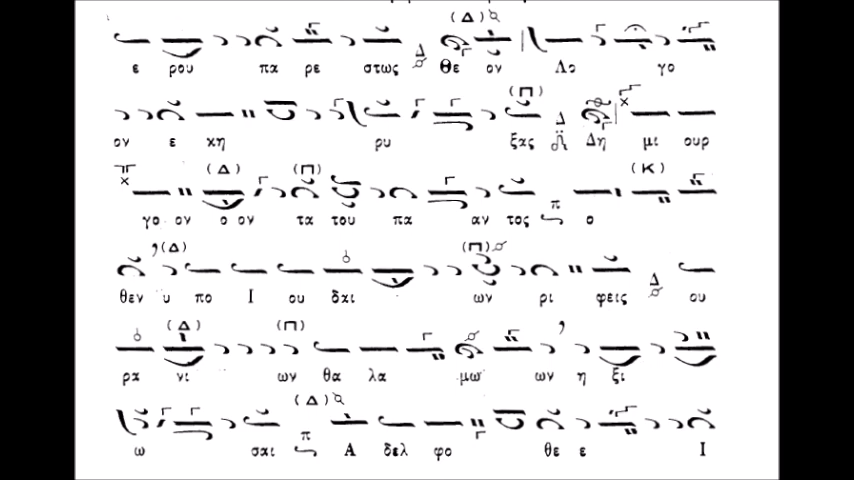 ε ρου πα ρε στως Θε ον Λο γο
ον ε κη ρυ ξας Δη μι ουρ
γο ον ο ον τα του πα αν τος ο
θεν υ πο Ι ου δαι ων ρι φεις ου
ρα νι ων θα λα μω ων η ξι
ω σαι Α δελ φο θε ε Ι